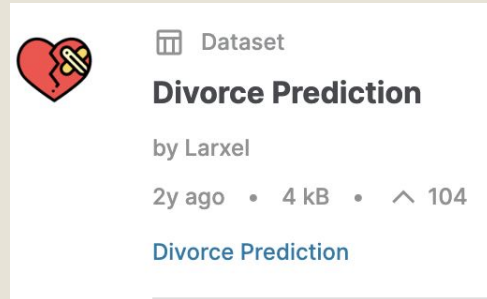 Dataset
Divorce Prediction
by Larxel
2y ago • 4 kB • ^ 104
Divorce Prediction